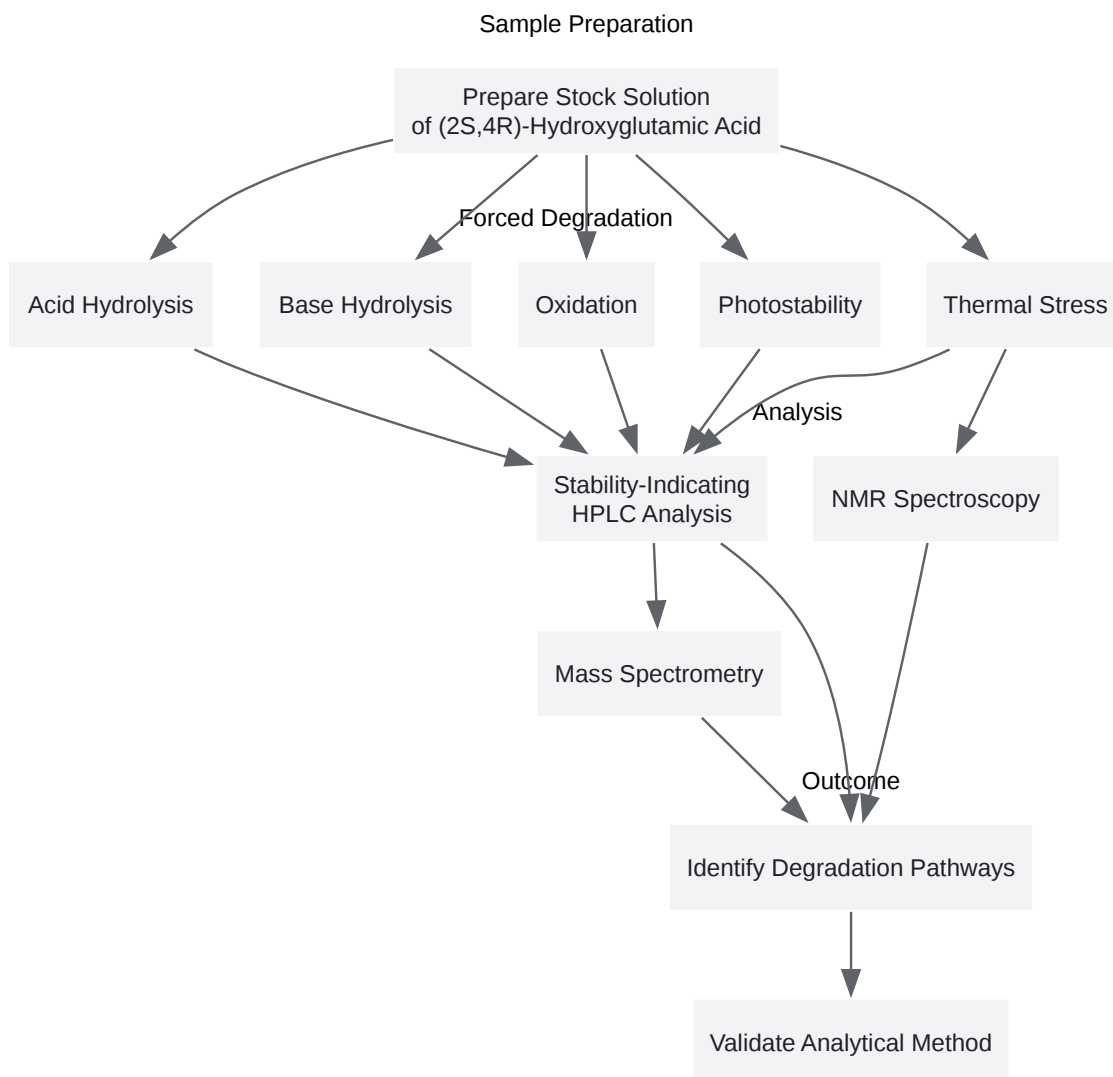 Sample Preparation
Prepare Stock Solution
of (2S,4R)-Hydroxyglutamic Acid
Forced Degradation
Acid Hydrolysis
Base Hydrolysis
Oxidation
Photostability
Thermal Stress
Analysis
Stability-Indicating
HPLC Analysis
NMR Spectroscopy
Mass Spectrometry
Outcome
Identify Degradation Pathways
Validate Analytical Method